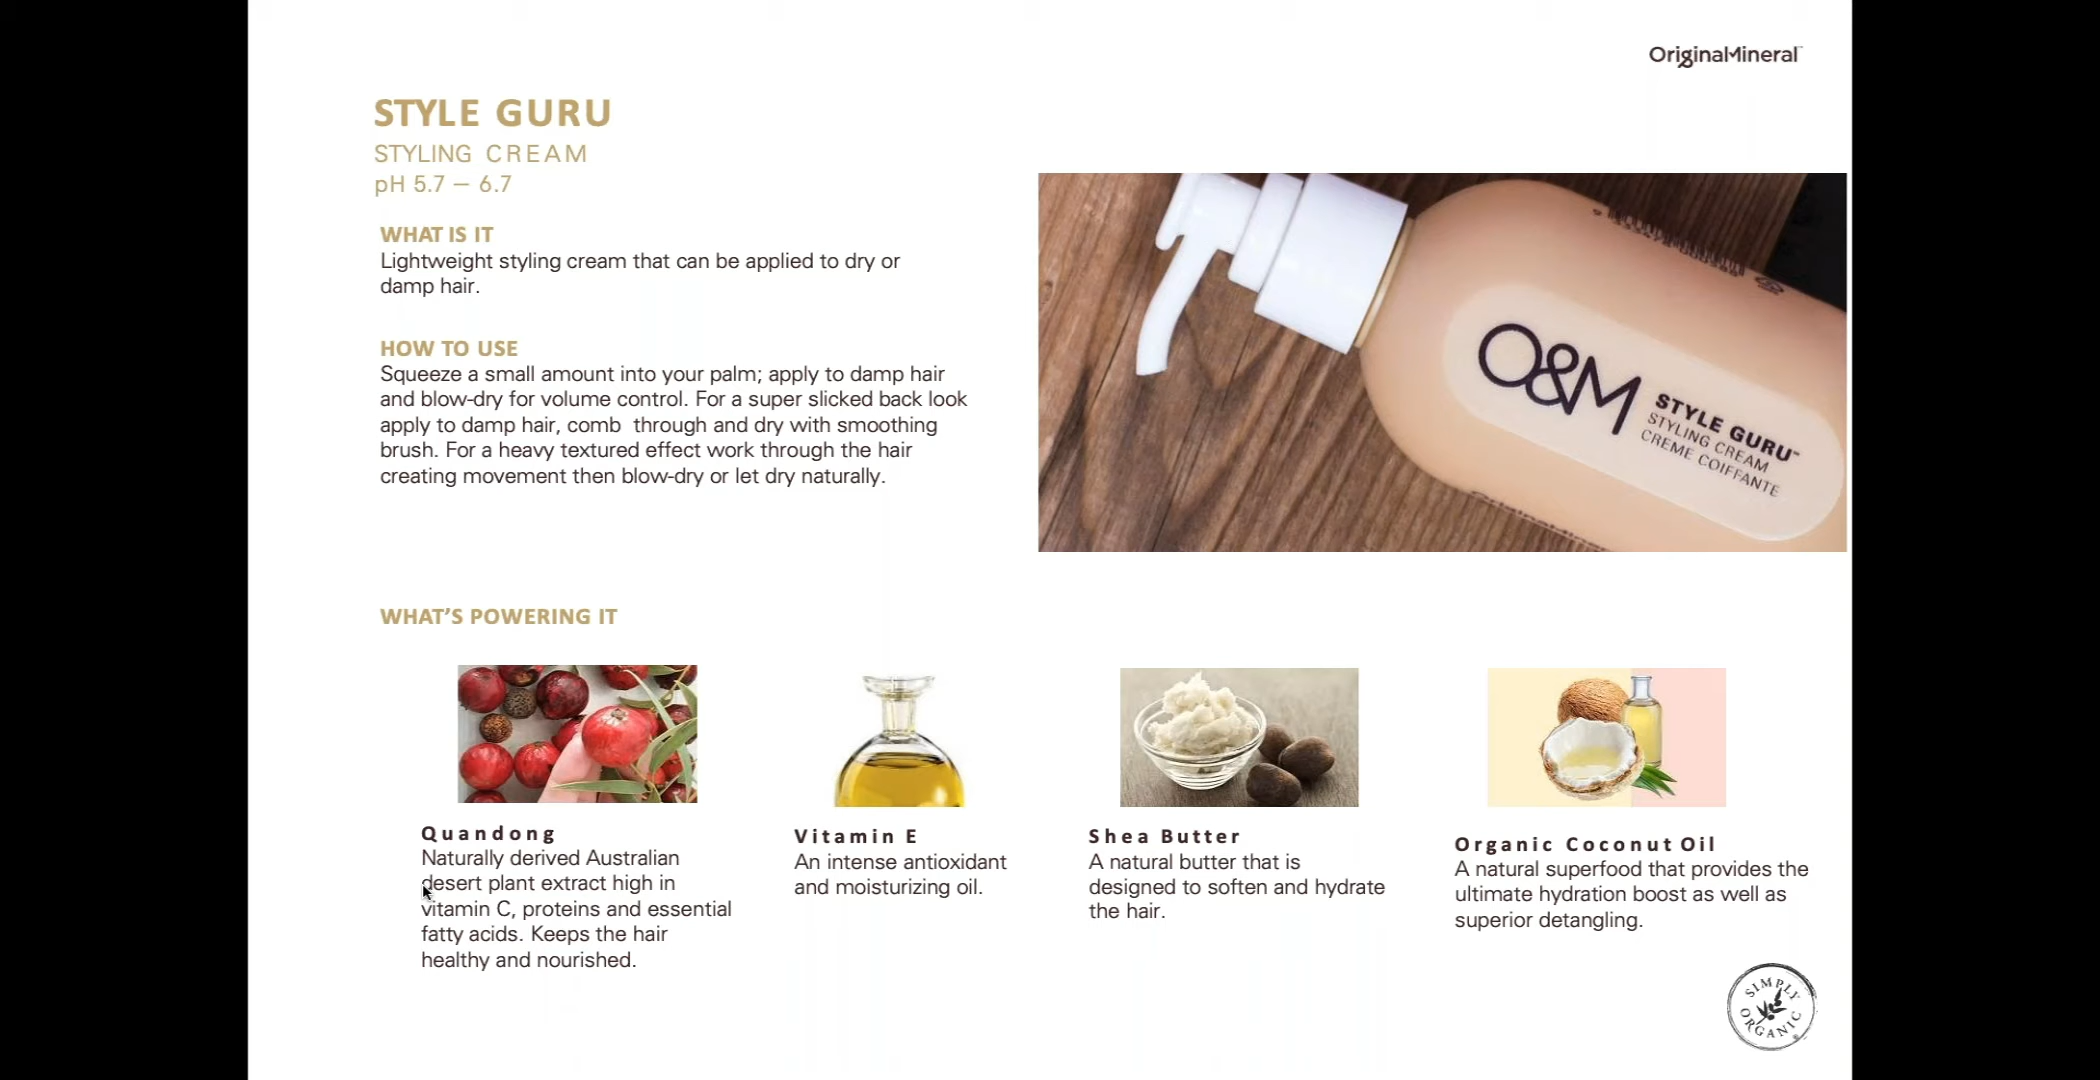 OriginalMineral
STYLE GURU
STYLING CREAM
pH 5.7 – 6.7
WHAT IS IT
Lightweight styling cream that can be applied to dry or
damp hair.
HOW TO USE
Squeeze a small amount into your palm; apply to damp hair
and blow-dry for volume control. For a super slicked back look
apply to damp hair, comb through and dry with smoothing
brush. For a heavy textured effect work through the hair
creating movement then blow-dry or let dry naturally.
O&M
STYLE GURU™
STYLING CREAM
CREME COIFFANTE
WHAT'S POWERING IT
Quandong
Naturally derived Australian
desert plant extract high in
vitamin C, proteins and essential
fatty acids. Keeps the hair
healthy and nourished.
Vitamin E
An intense antioxidant
and moisturizing oil.
Shea Butter
A natural butter that is
designed to soften and hydrate
the hair.
Organic Coconut Oil
A natural superfood that provides the
ultimate hydration boost as well as
superior detangling.
SIMPLY
ORGANIC